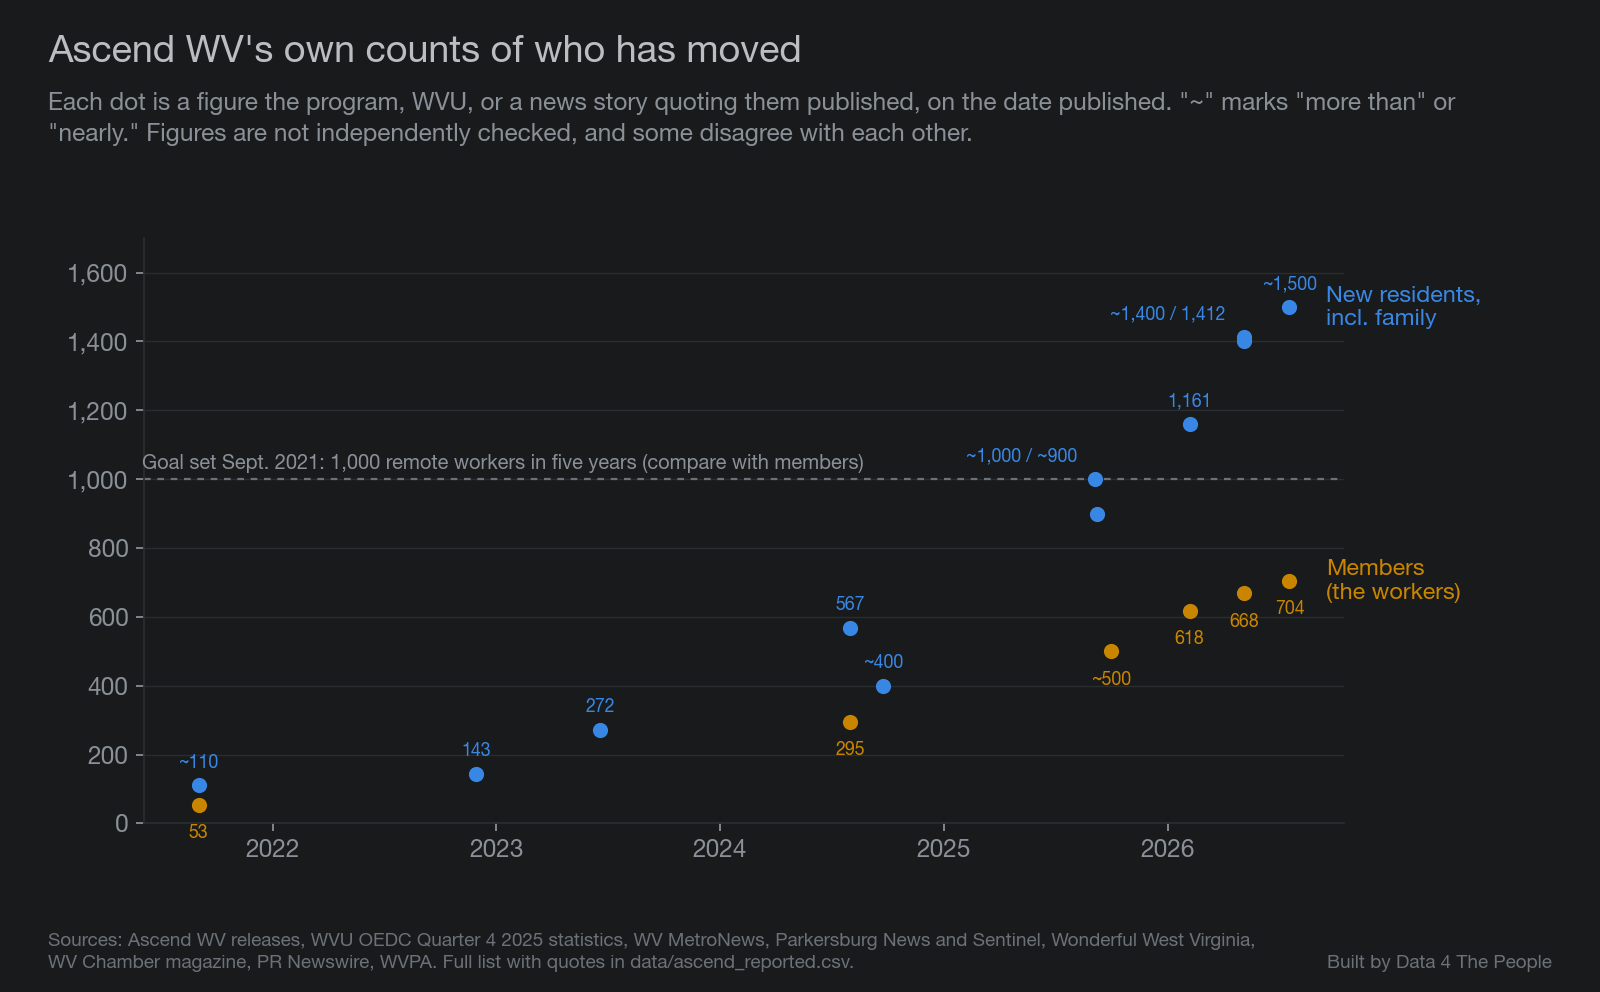 Ascend WV's own counts of who has moved
Each dot is a figure the program, WVU, or a news story quoting them published, on the date published. "~" marks "more than" or
"nearly." Figures are not independently checked, and some disagree with each other.
1,600
1,400
1,200
1,000
800
600
400
200
0
~1,500
New residents,
incl. family
~1,400 / 1,412
1,161
Goal set Sept. 2021: 1,000 remote workers in five years (compare with members)
~1,000 / ~900
Members
(the workers)
567
704
668
618
~400
~500
272
143
295
~110
53
2022
2023
2024
2025
2026
Sources: Ascend WV releases, WVU OEDC Quarter 4 2025 statistics, WV MetroNews, Parkersburg News and Sentinel, Wonderful West Virginia,
WV Chamber magazine, PR Newswire, WVPA. Full list with quotes in data/ascend_reported.csv.
Built by Data 4 The People